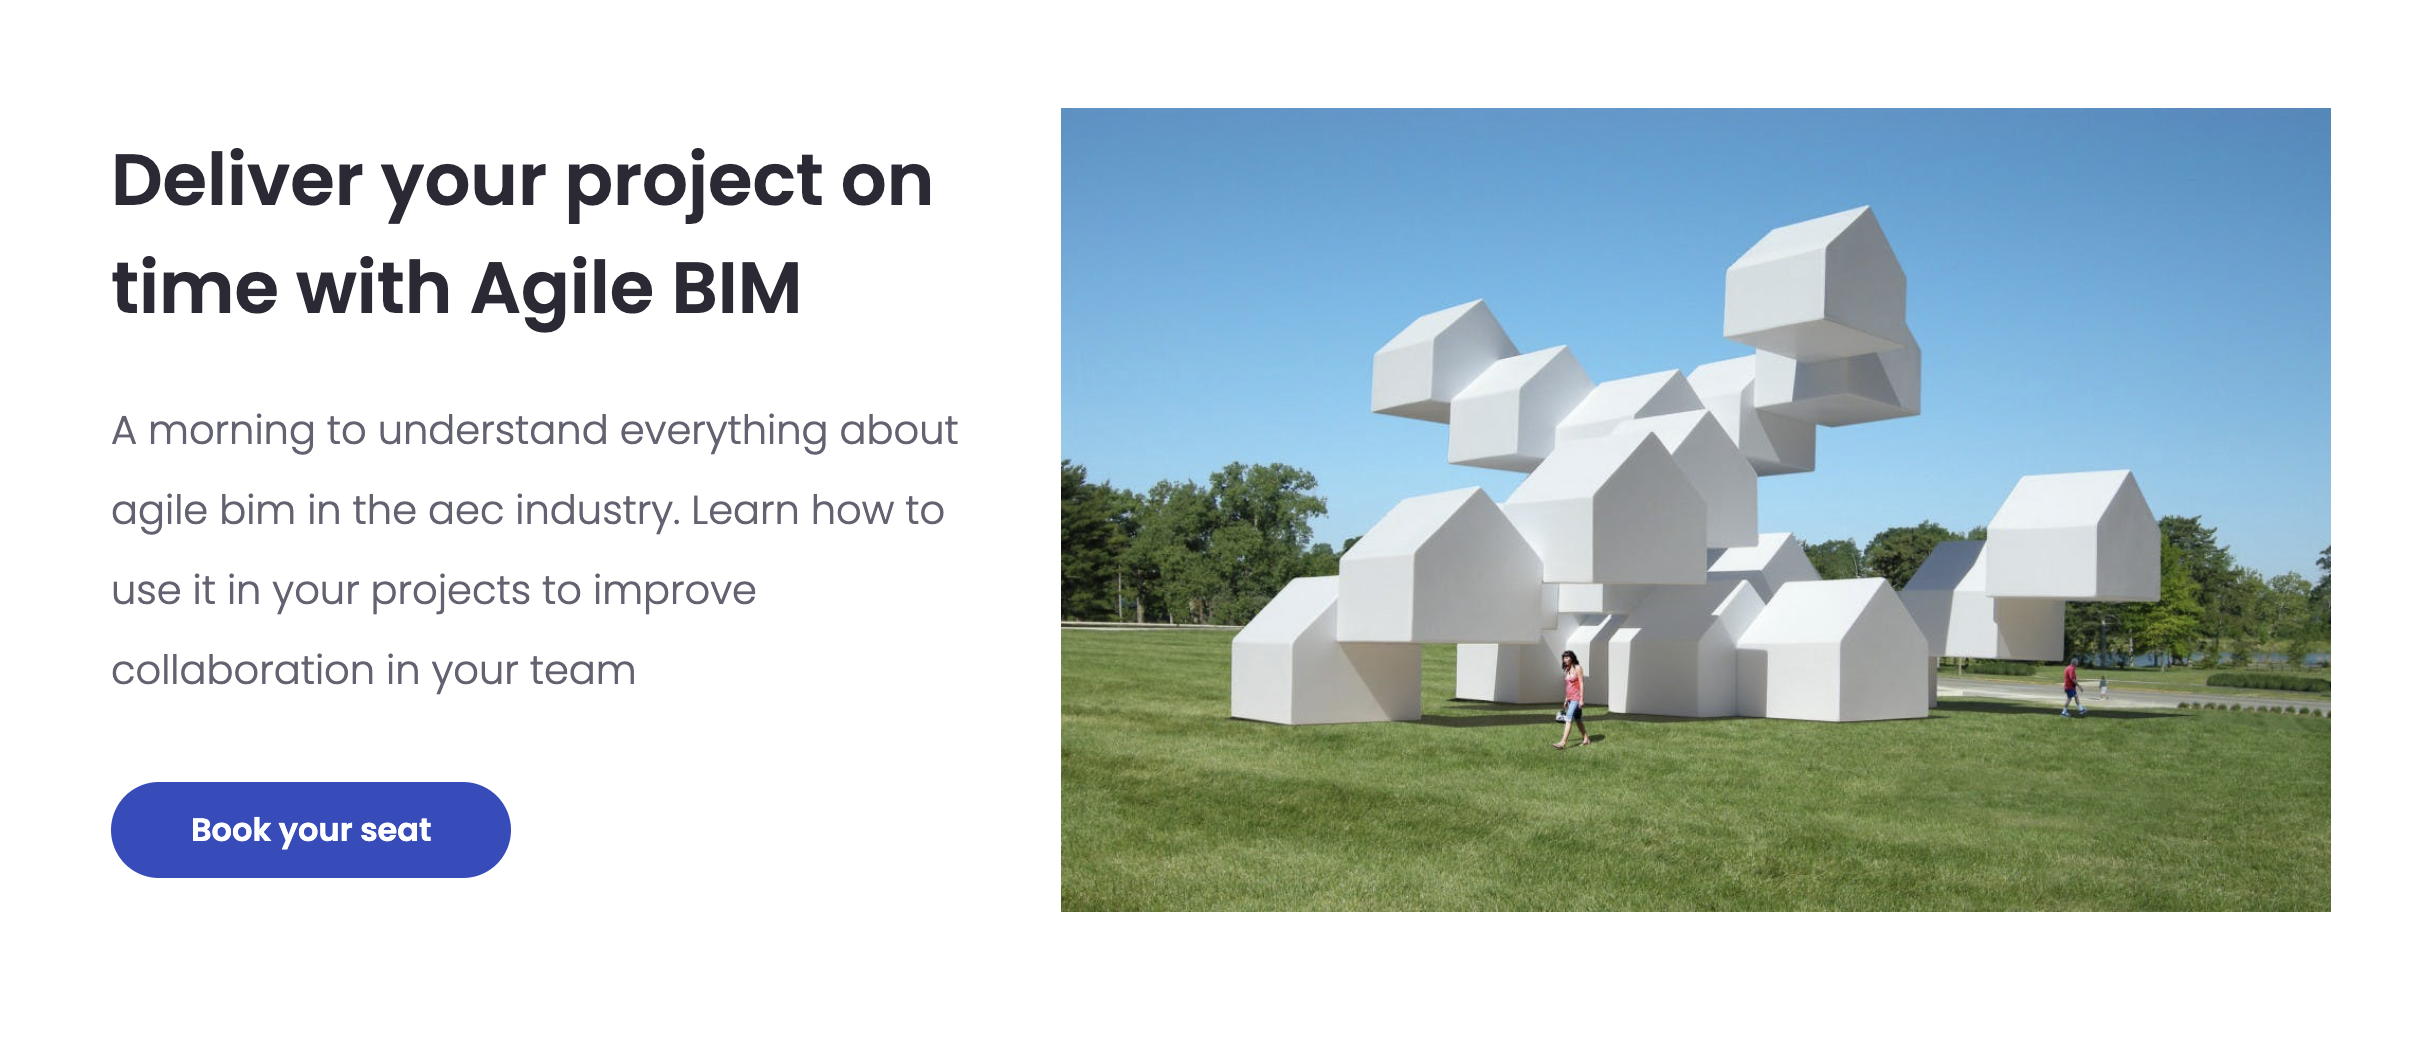 Deliver your project on
time with Agile BIM
A morning to understand everything about
agile bim in the aec industry. Learn how to
use it in your projects to improve
collaboration in your team
Book your seat